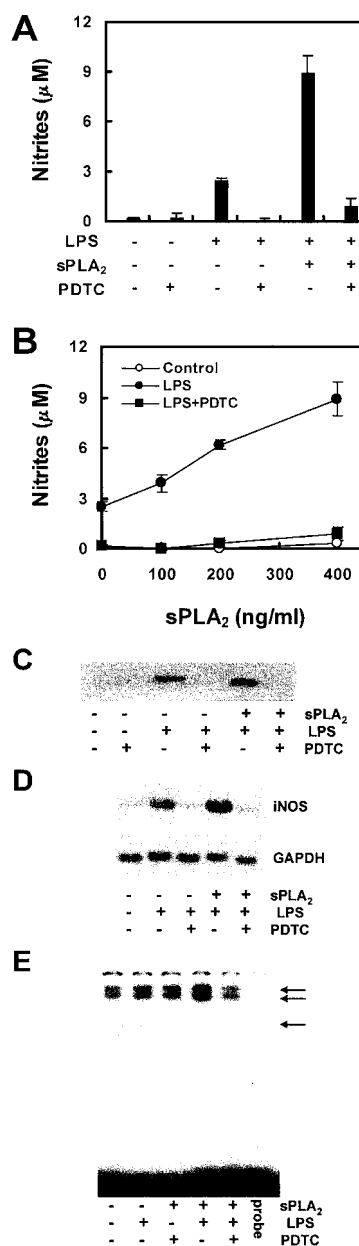 A
Nitrites (μM)
12
9
6
3
0
LPS - - + + + +
sPLA₂ - - - - + +
PDTC - + - + - +
B
Nitrites (μM)
12
9
6
3
0
Control
LPS
LPS+PDTC
0 100 200 300 400
sPLA₂ (ng/ml)
C
- - - - + + sPLA₂
- - + + + + LPS
- + - + - + PDTC
D
iNOS
GAPDH
- - - + + sPLA₂
- + + + + LPS
- - + - + PDTC
E
- - + + + sPLA₂
- + - + + LPS
- - + - + PDTC
probe